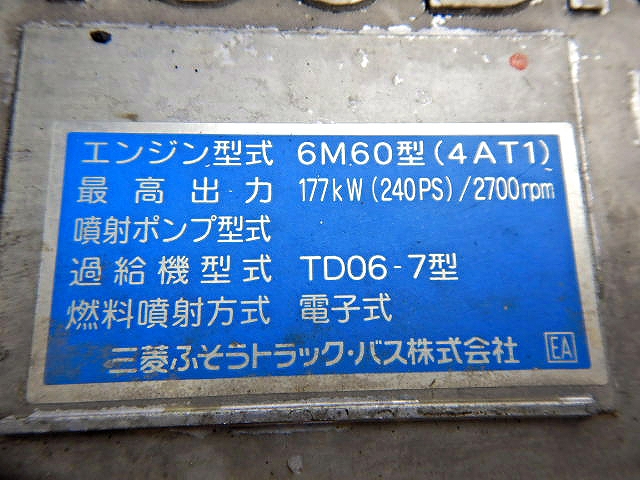 エンジン型式 6M60型(4AT1)
最高出力 177kW(240PS)/2700rpm
噴射ポンプ型式
過給機型式 TD06-7型
燃料噴射方式 電子式
三菱ふそうトラック・バス株式会社 EA